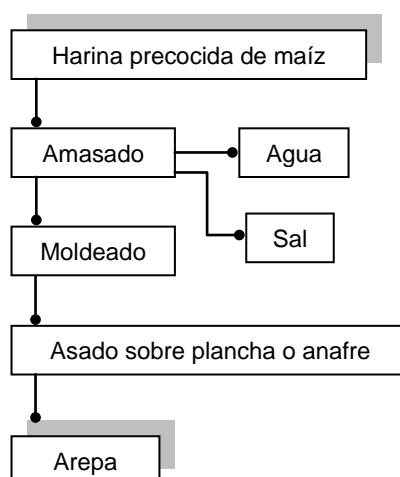 Harina precocida de maíz
Amasado
Agua
Sal
Moldeado
Asado sobre plancha o anafre
Arepa